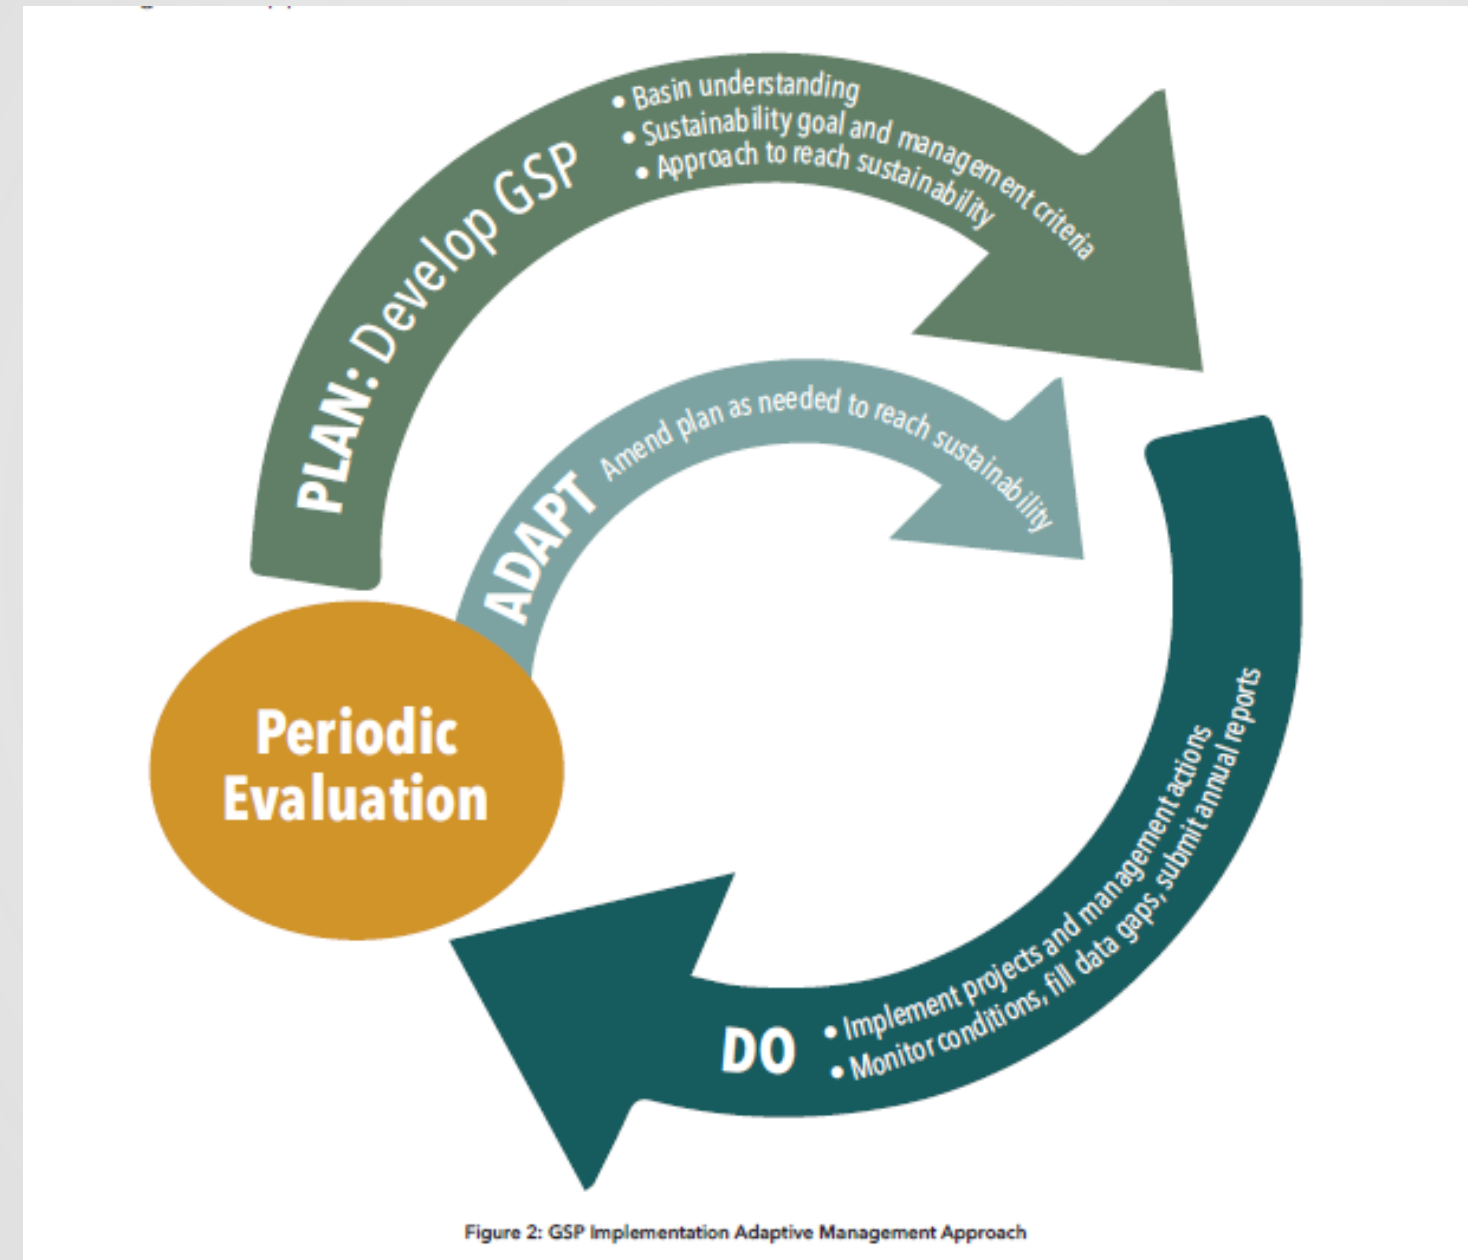 PLAN: Develop GSP
• Basin understanding
• Sustainability goal and management criteria
• Approach to reach sustainability
ADAPT Amend plan as needed to reach sustainability
Periodic
Evaluation
DO
• Implement projects and management actions
• Monitor conditions, fill data gaps, submit annual reports
Figure 2: GSP Implementation Adaptive Management Approach